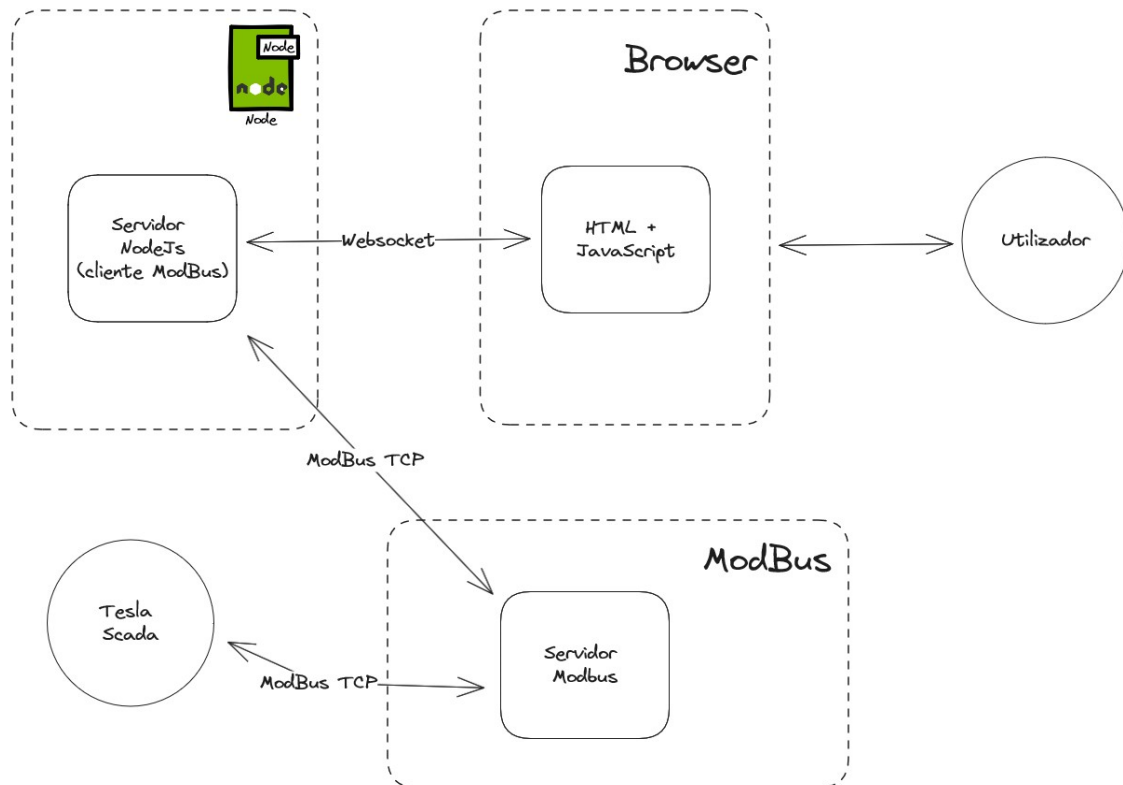 Node
node
Node
Browser
Servidor
NodeJs
(cliente ModBus)
Websocket
HTML +
JavaScript
Utilizador
ModBus TCP
ModBus
Tesla
Scada
ModBus TCP
Servidor
Modbus